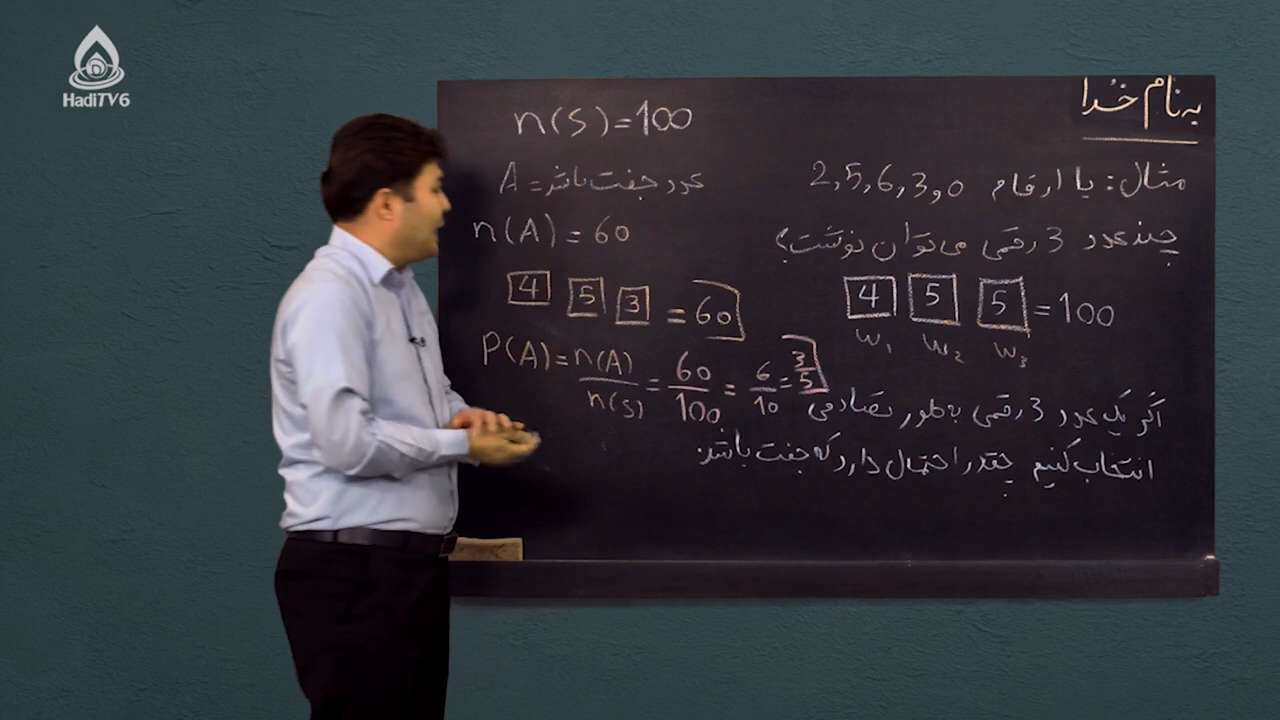 HadiTV6
به نام خدا
مثال: با ارقام 2,5,6,3,0
چند عدد 3 رقمی می توان نوشت؟
4 5 5 = 100
w1 w2 w3
اگر یک عدد 3 رقمی به طور تصادفی
انتخاب کنیم چقدر احتمال دارد که جفت باشد.
n(S)=100
A = عدد جفت باشد
n(A)=60
4 5 3 = 60
P(A)=n(A)/n(S)=60/100=6/10=3/5